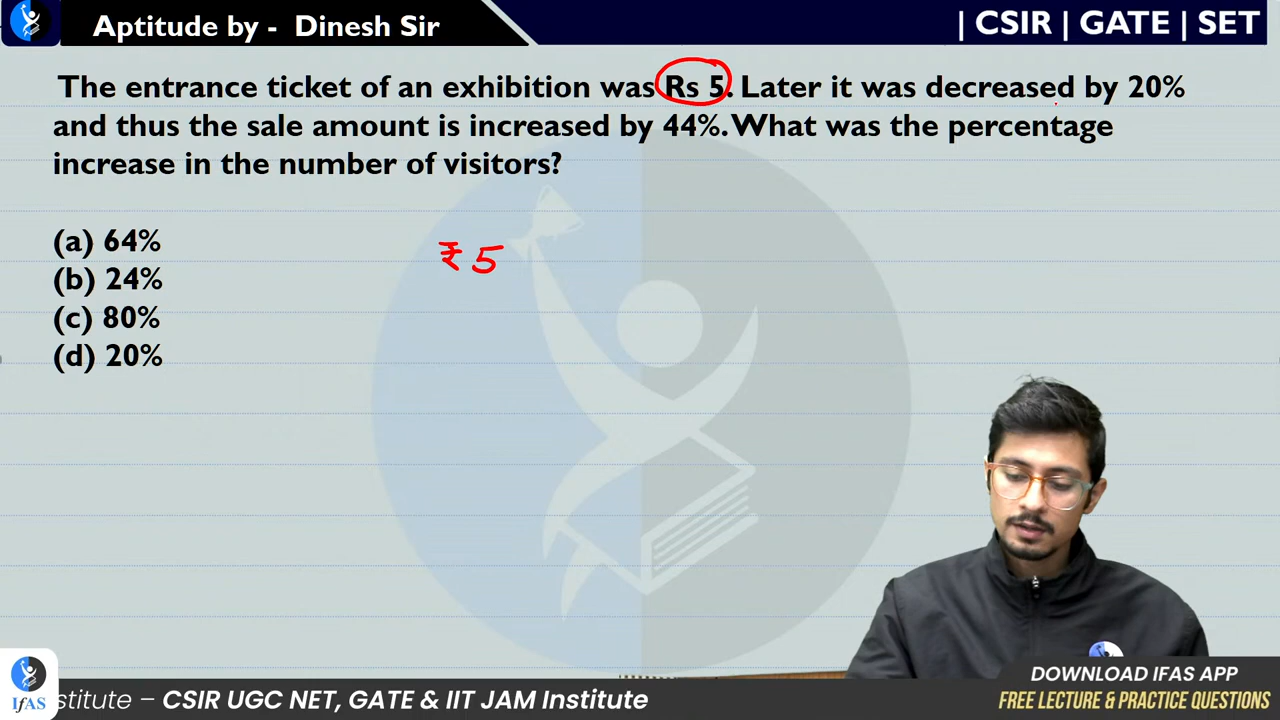 Aptitude by - Dinesh Sir
| CSIR | GATE | SET
The entrance ticket of an exhibition was Rs 5. Later it was decreased by 20%
and thus the sale amount is increased by 44%. What was the percentage
increase in the number of visitors?
(a) 64%
(b) 24%
(c) 80%
(d) 20%
₹ 5
IFAS
stitute – CSIR UGC NET, GATE & IIT JAM Institute
DOWNLOAD IFAS APP
FREE LECTURE & PRACTICE QUESTIONS